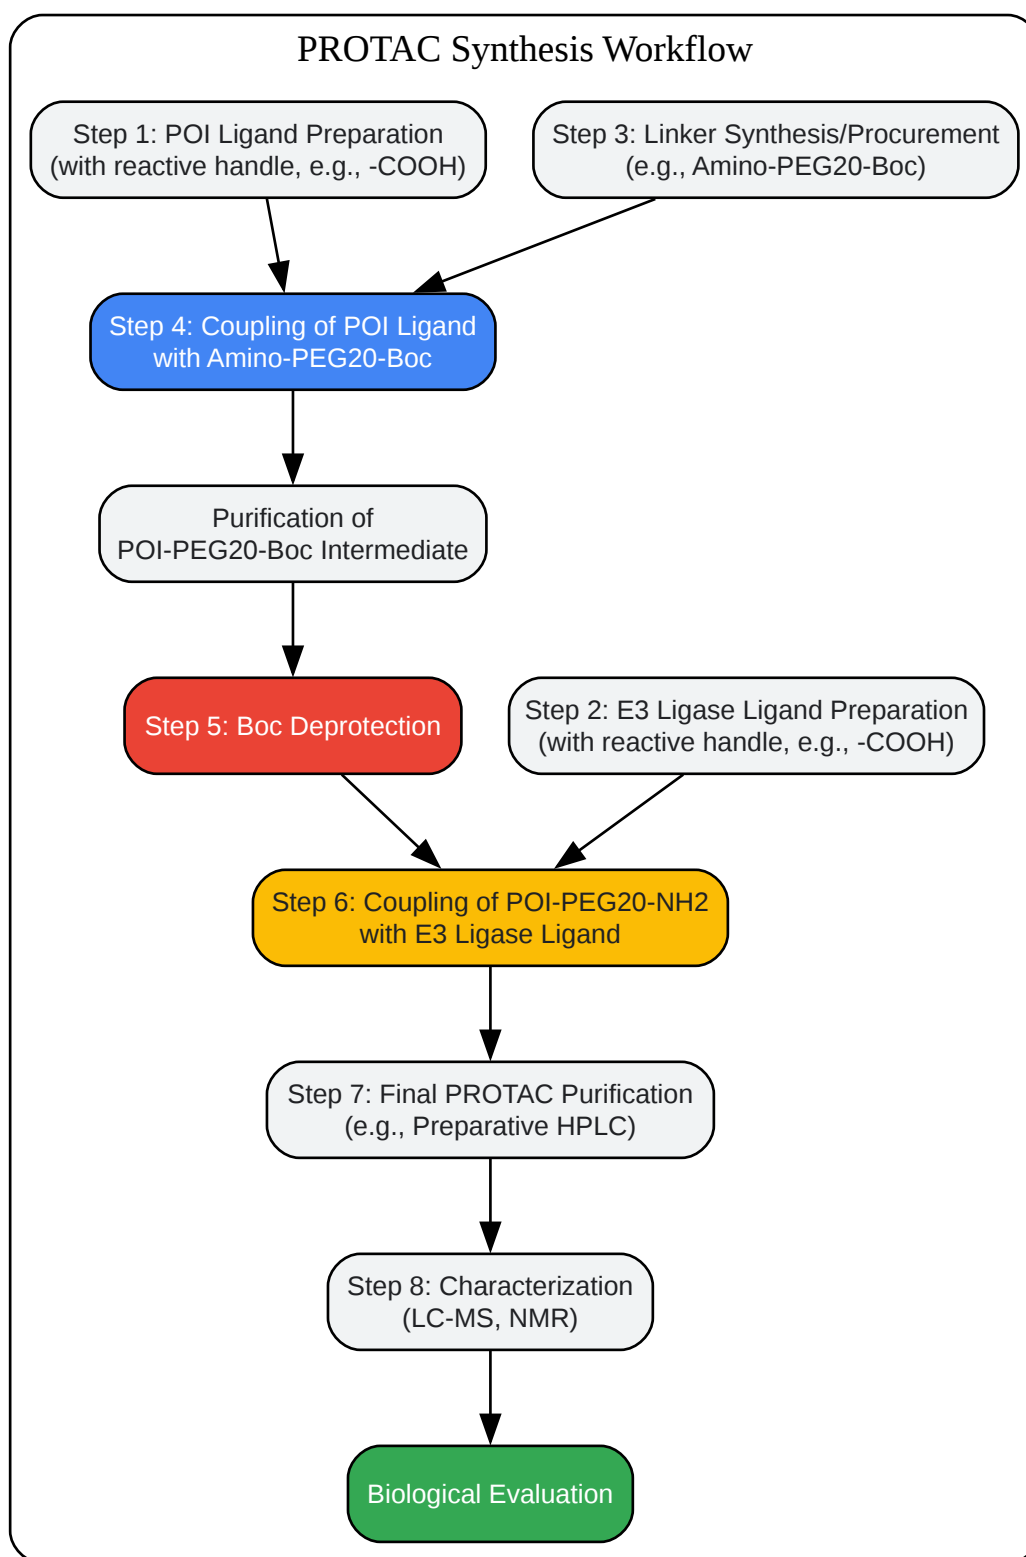 PROTAC Synthesis Workflow
Step 1: POI Ligand Preparation
(with reactive handle, e.g., -COOH)
Step 3: Linker Synthesis/Procurement
(e.g., Amino-PEG20-Boc)
Step 4: Coupling of POI Ligand
with Amino-PEG20-Boc
Purification of
POI-PEG20-Boc Intermediate
Step 5: Boc Deprotection
Step 2: E3 Ligase Ligand Preparation
(with reactive handle, e.g., -COOH)
Step 6: Coupling of POI-PEG20-NH2
with E3 Ligase Ligand
Step 7: Final PROTAC Purification
(e.g., Preparative HPLC)
Step 8: Characterization
(LC-MS, NMR)
Biological Evaluation